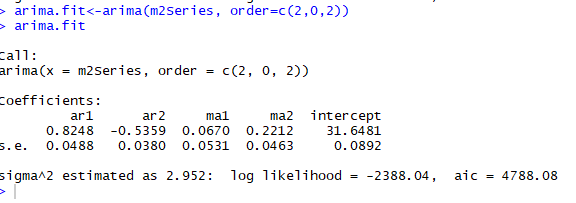 > arima.fit<-arima(m2Series, order=c(2,0,2))
> arima.fit
Call:
arima(x = m2Series, order = c(2, 0, 2))
Coefficients:
ar1 ar2 ma1 ma2 intercept
0.8248 -0.5359 0.0670 0.2212 31.6481
s.e. 0.0488 0.0380 0.0531 0.0463 0.0892
sigma^2 estimated as 2.952: log likelihood = -2388.04, aic = 4788.08
>